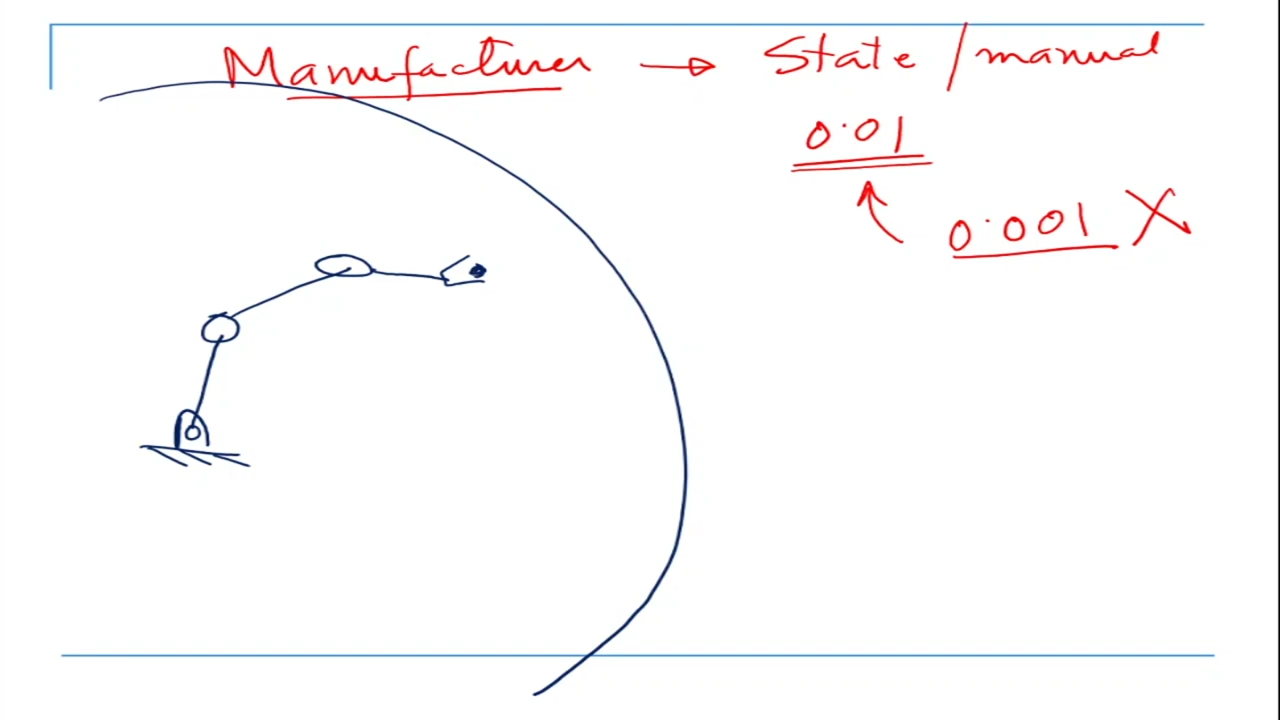 Manufacturer → State / manual
0.01
0.001 X